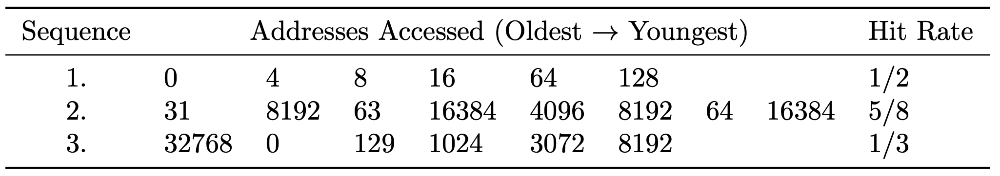 Sequence Addresses Accessed (Oldest → Youngest) Hit Rate
1. 0 4 8 16 64 128 1/2
2. 31 8192 63 16384 4096 8192 64 16384 5/8
3. 32768 0 129 1024 3072 8192 1/3